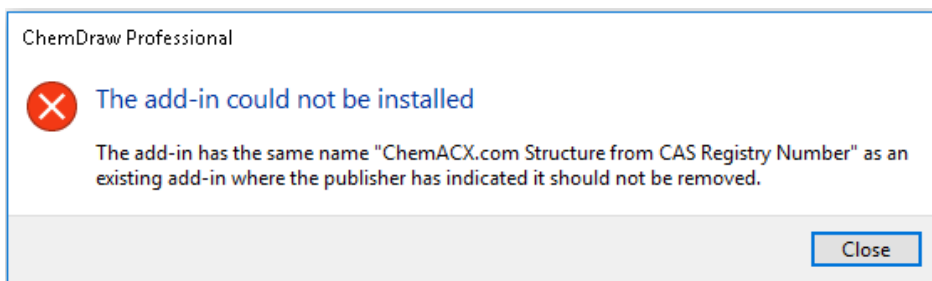 ChemDraw Professional
The add-in could not be installed
The add-in has the same name "ChemACX.com Structure from CAS Registry Number" as an
existing add-in where the publisher has indicated it should not be removed.
Close